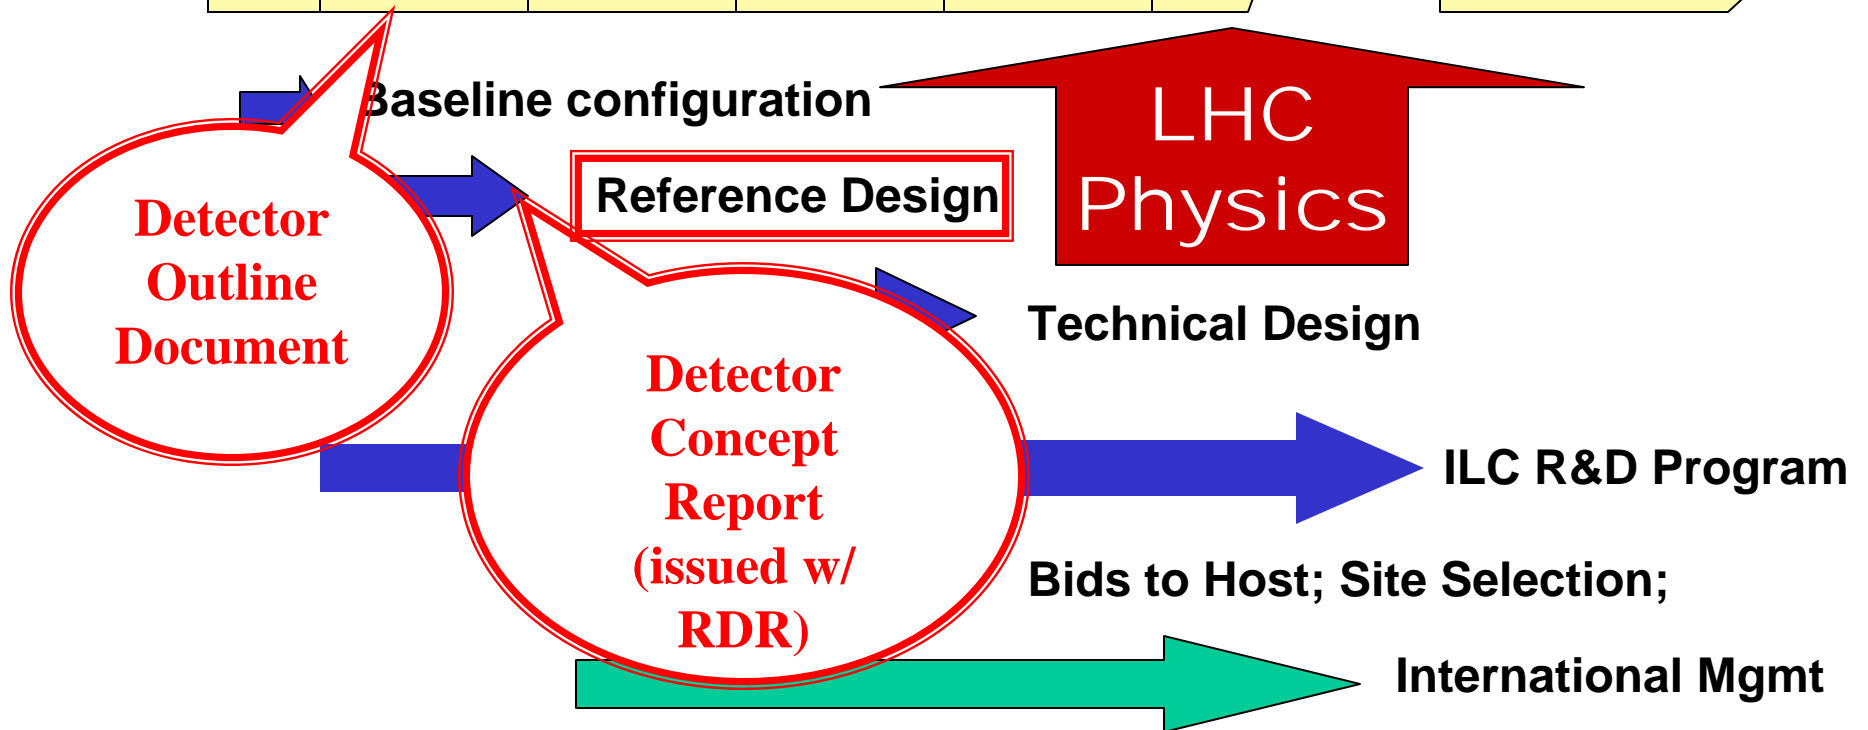 Baseline configuration
LHC
Physics
Reference Design
Detector
Outline
Document
Technical Design
Detector
Concept
Report
(issued w/
RDR)
ILC R&D Program
Bids to Host; Site Selection;
International Mgmt